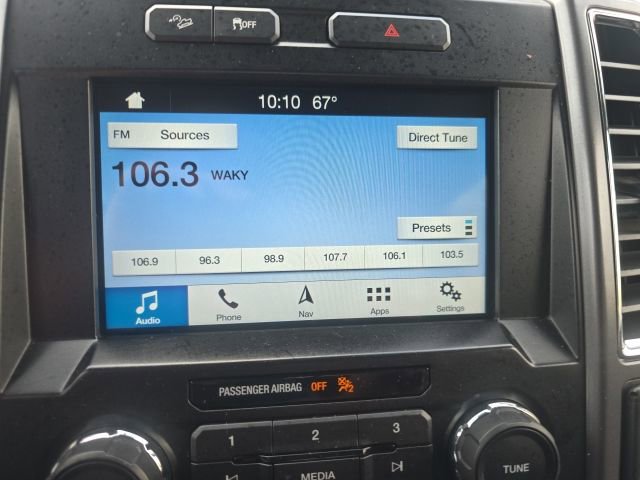 OFF
10:10 67°
FM Sources Direct Tune
106.3 WAKY
Presets
106.9 96.3 98.9 107.7 106.1 103.5
Audio Phone Nav Apps Settings
PASSENGER AIRBAG OFF 2
1 2 3
MEDIA TUNE